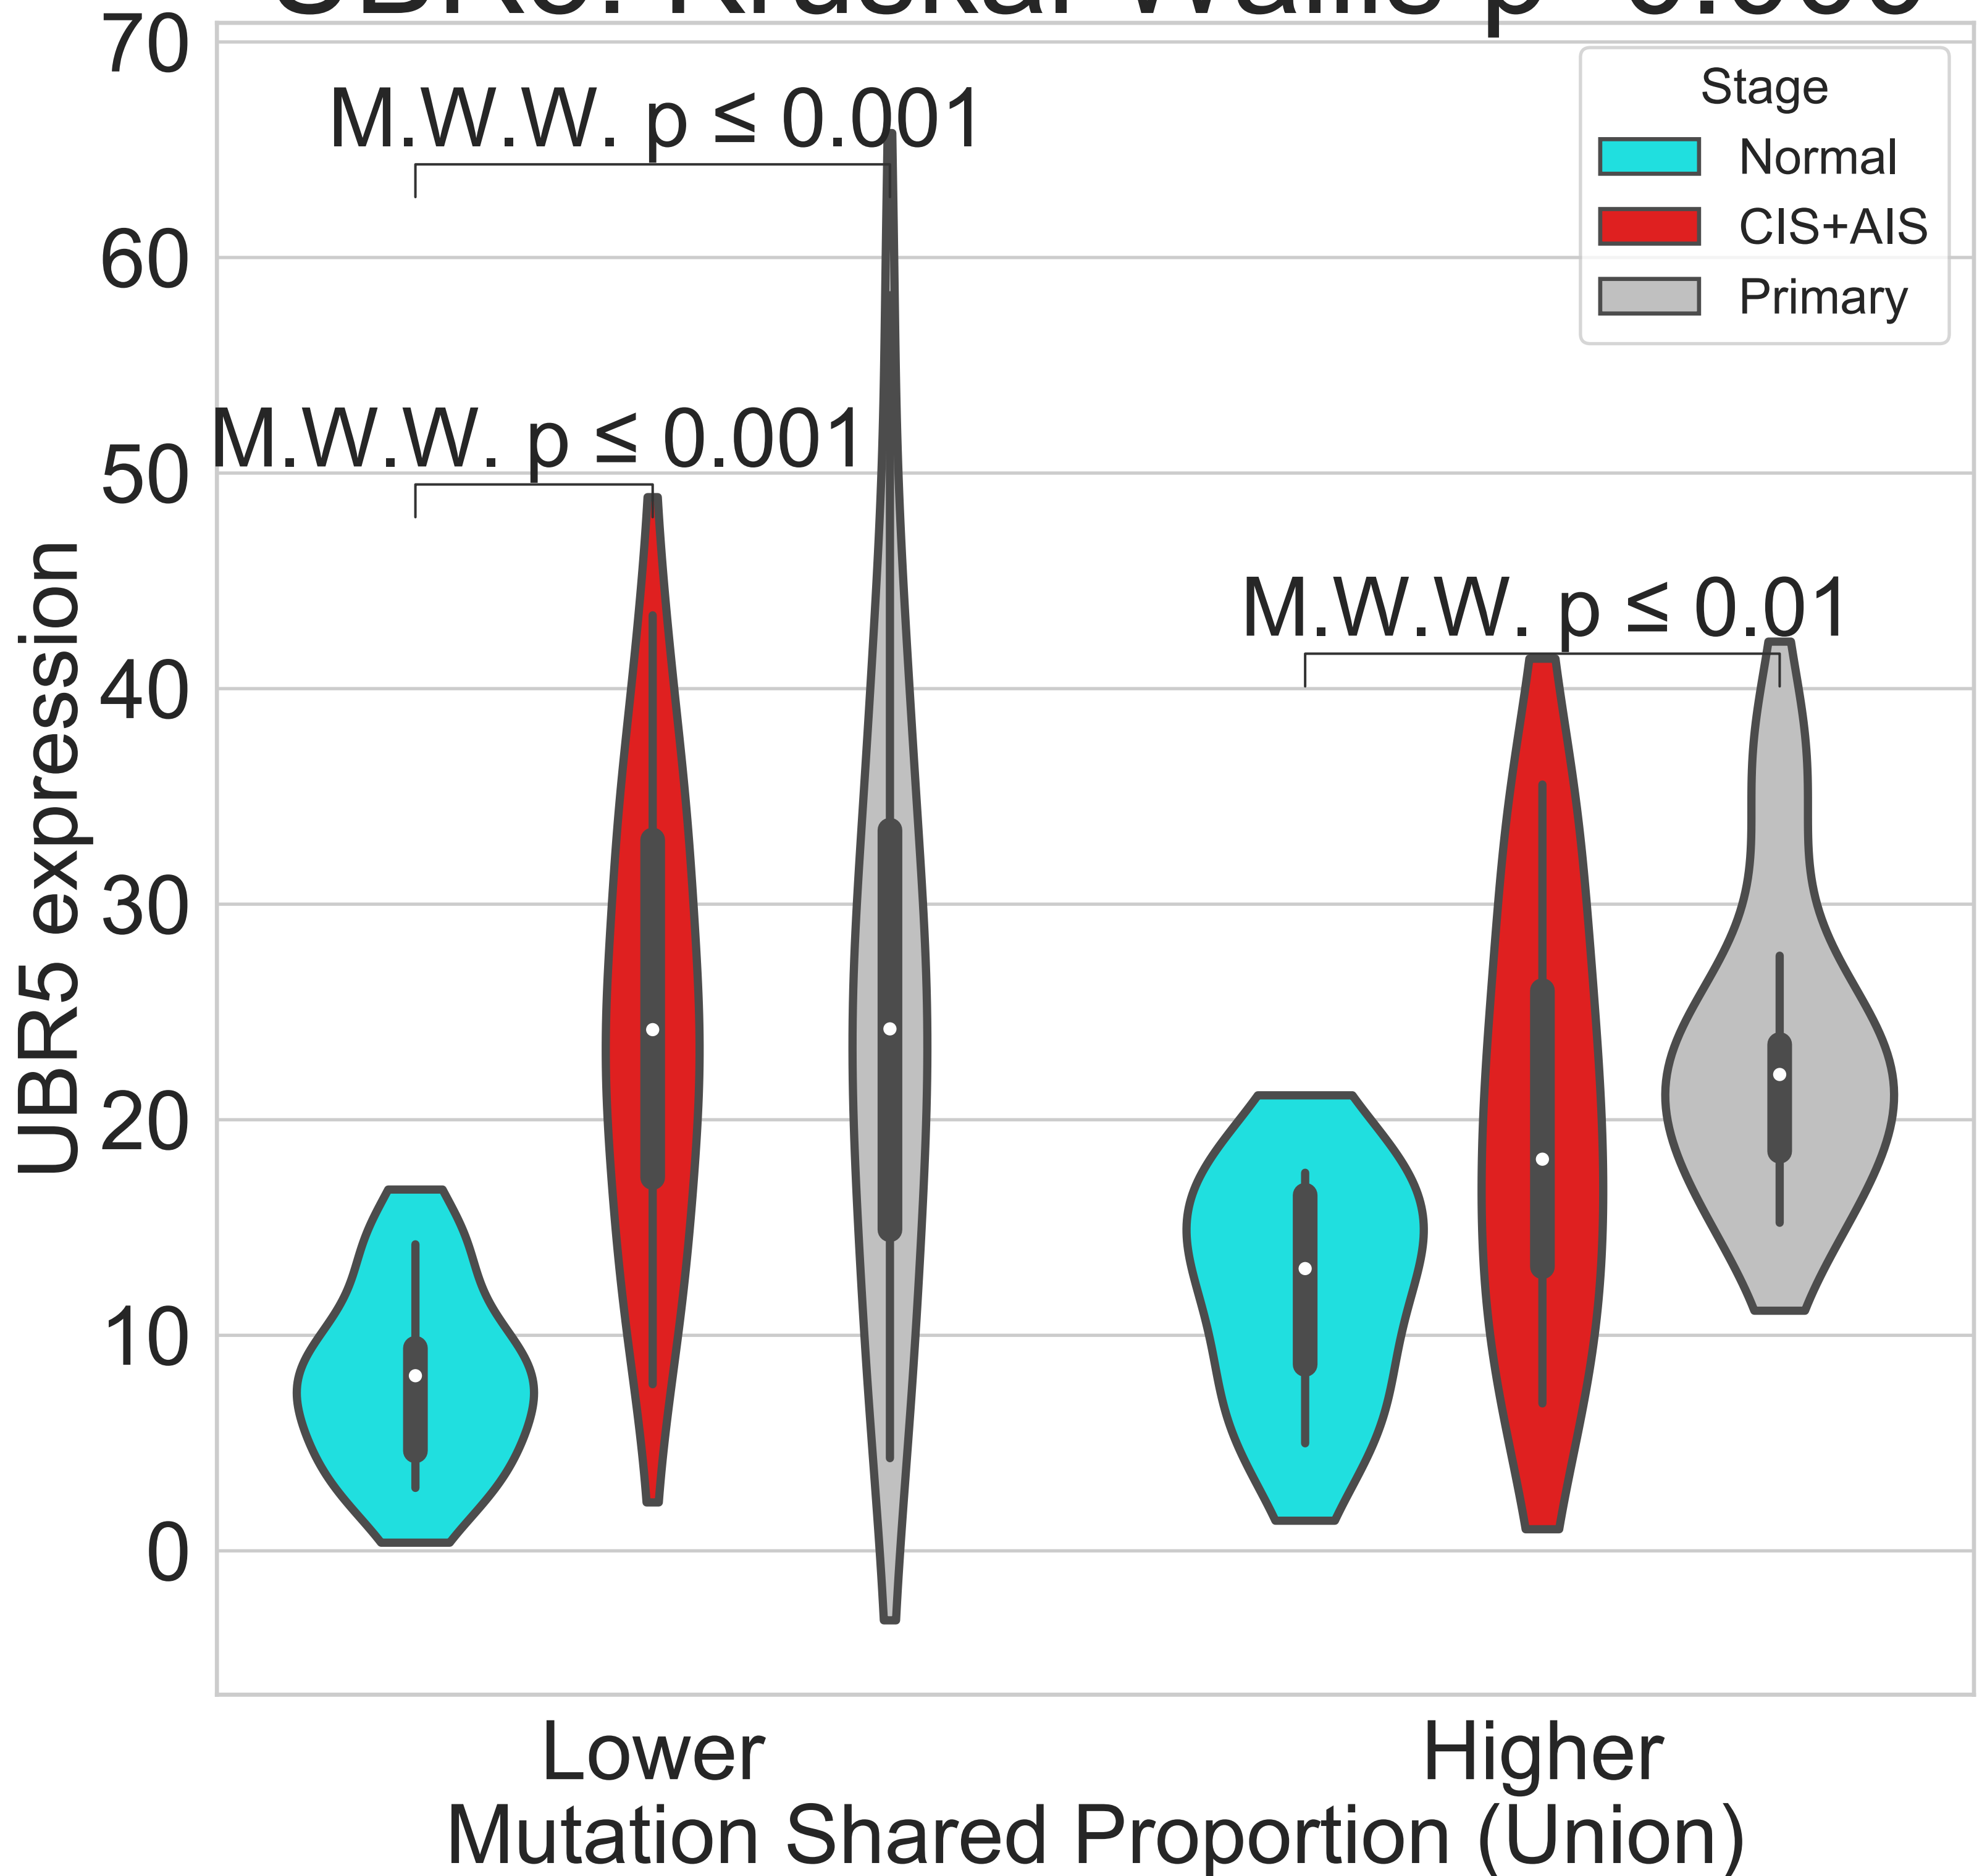 70
60
50
40
30
20
10
0
UBR5 expression
M.W.W. p ≤ 0.001
M.W.W. p ≤ 0.001
M.W.W. p ≤ 0.01
Stage
Normal
CIS+AIS
Primary
Lower
Higher
Mutation Shared Proportion (Union)